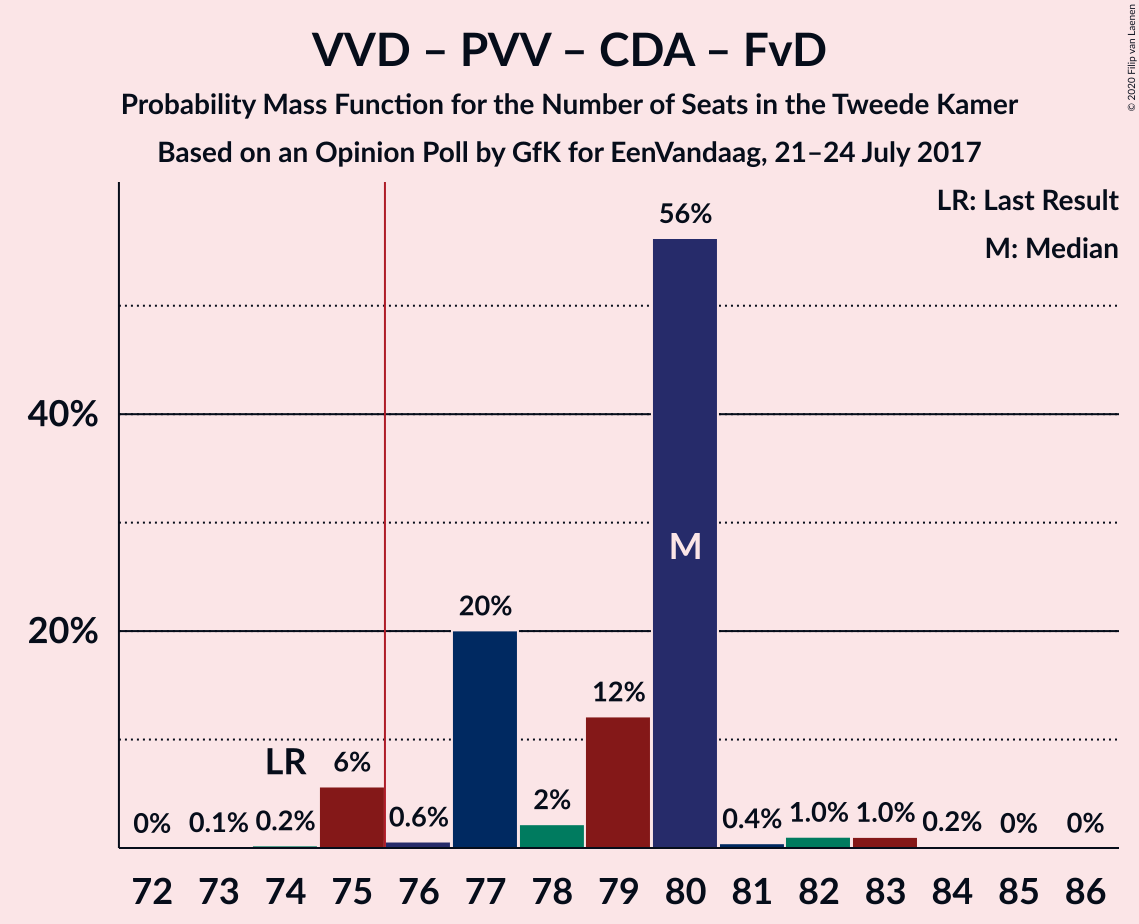 VVD – PVV – CDA – FvD
Probability Mass Function for the Number of Seats in the Tweede Kamer
Based on an Opinion Poll by GfK for EenVandaag, 21–24 July 2017
© 2020 Filip van Laenen
LR: Last Result
M: Median
40%
20%
0%
0.1%
0.2%
LR
6%
0.6%
20%
2%
12%
56%
M
0.4%
1.0%
1.0%
0.2%
0%
0%
72 73 74 75 76 77 78 79 80 81 82 83 84 85 86